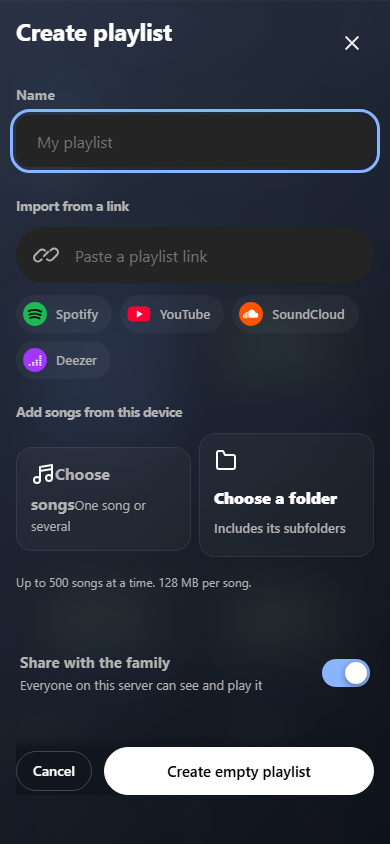 Create playlist
Name
My playlist
Import from a link
Paste a playlist link
Spotify
YouTube
SoundCloud
Deezer
Add songs from this device
Choose
songsOne song or
several
Choose a folder
Includes its subfolders
Up to 500 songs at a time. 128 MB per song.
Share with the family
Everyone on this server can see and play it
Cancel
Create empty playlist